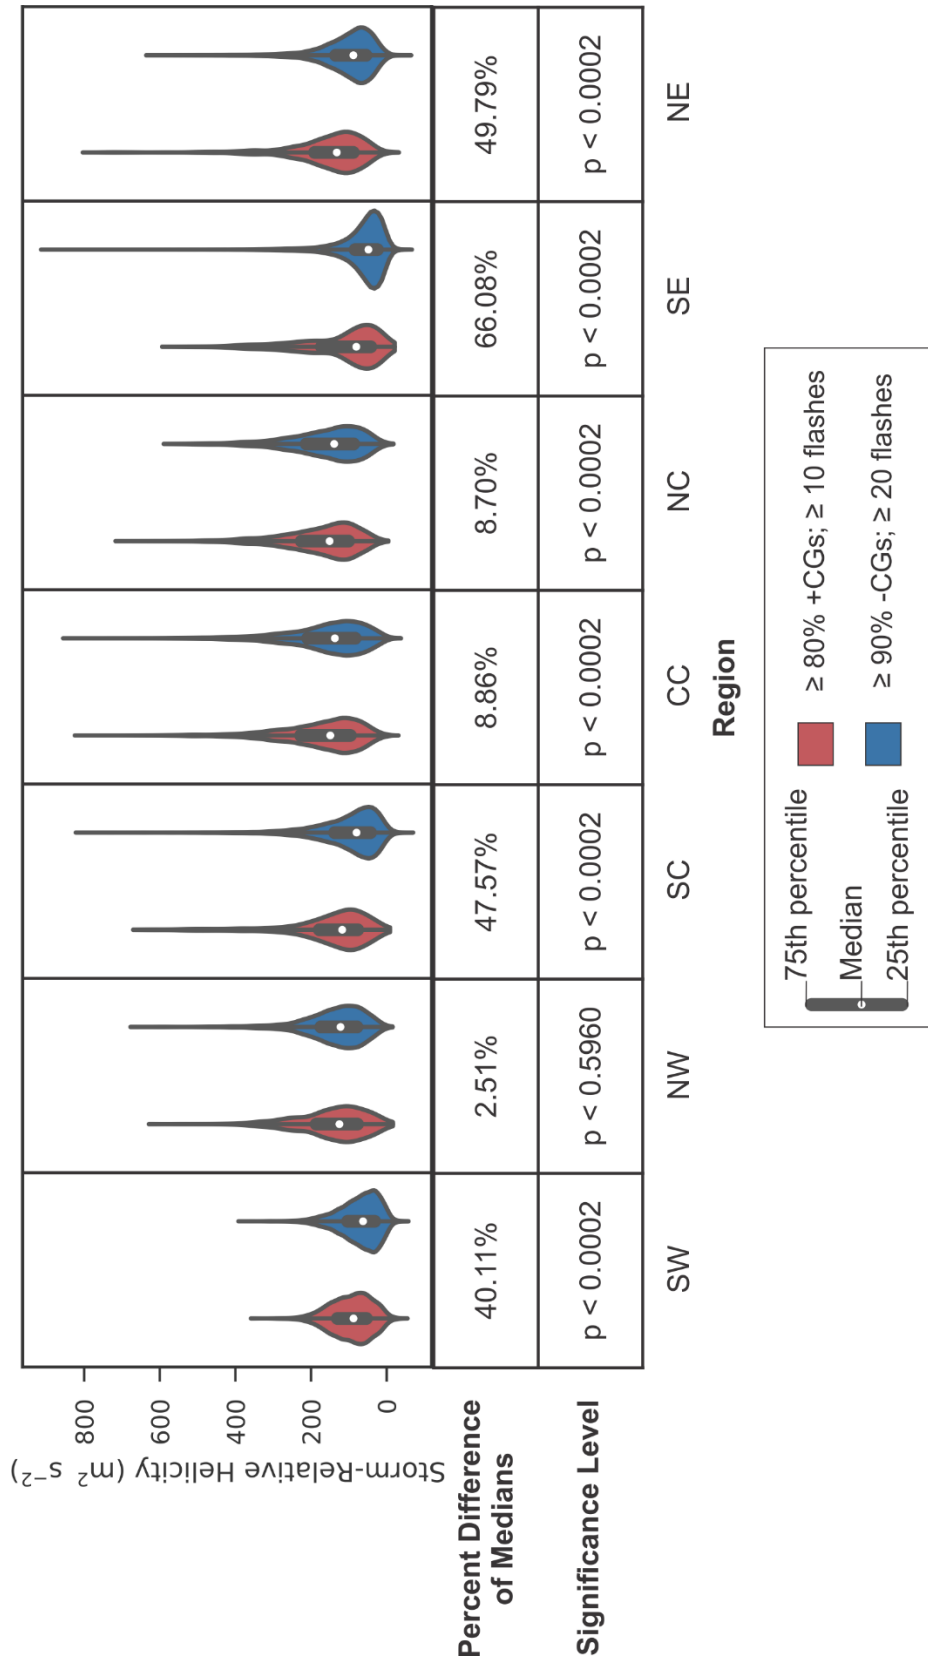 Storm-Relative Helicity (m² s⁻²)
800
600
400
200
0
Percent Difference
of Medians
40.11%
2.51%
47.57%
8.86%
8.70%
66.08%
49.79%
Significance Level
p < 0.0002
p < 0.5960
p < 0.0002
p < 0.0002
p < 0.0002
p < 0.0002
p < 0.0002
SW
NW
SC
CC
NC
SE
NE
Region
75th percentile
Median
25th percentile
≥ 80% +CGs; ≥ 10 flashes
≥ 90% -CGs; ≥ 20 flashes